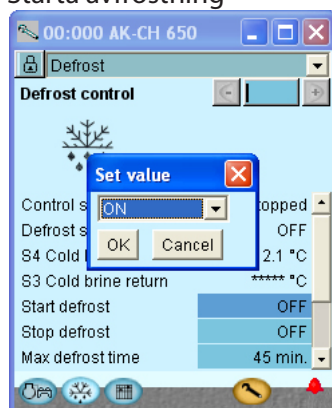 Starta avfrostning
00:000 AK-CH 650
Defrost
Defrost control
Set value
ON
OK Cancel
Control s opped
Defrost s OFF
S4 Cold 2.1 °C
S3 Cold brine return ***** °C
Start defrost OFF
Stop defrost OFF
Max defrost time 45 min.